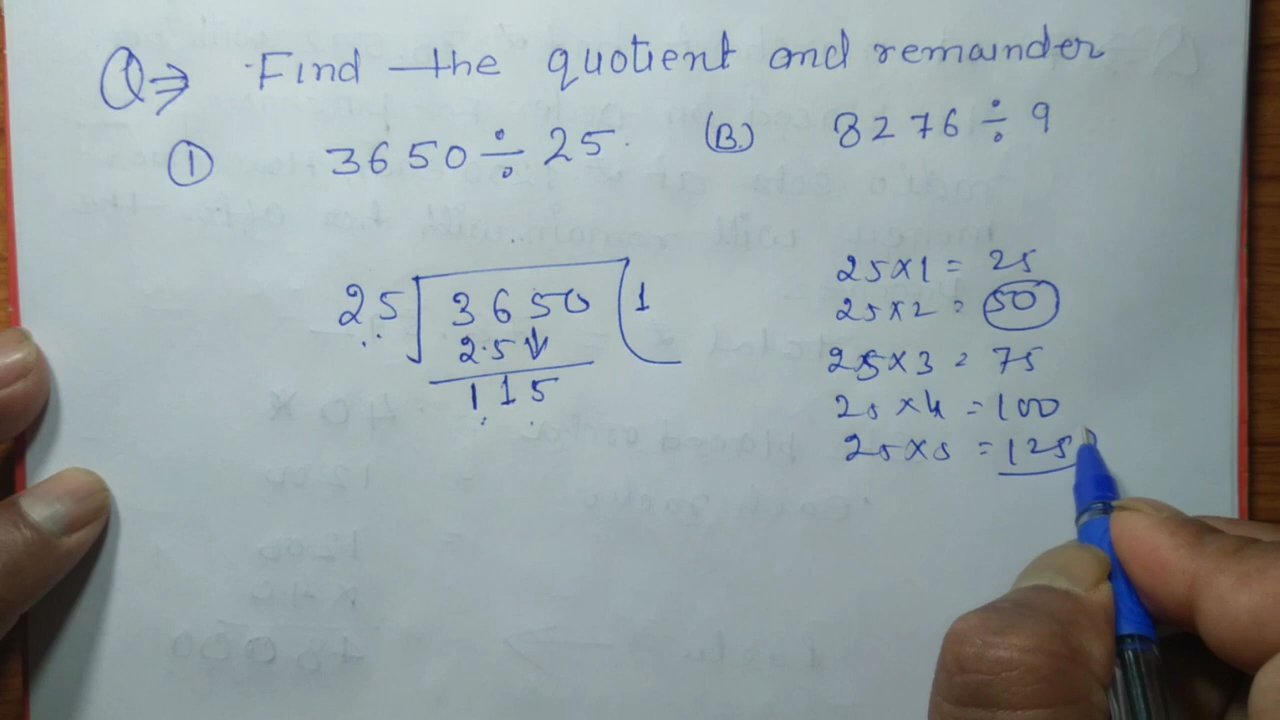 Q⇒ Find the quotient and remainder
① 3650 ÷ 25. (B.) 8276 ÷ 9
25 3650 1
25↓
115
25×1 = 25
25×2 = 50
25×3 = 75
25×4 = 100
25×5 = 125